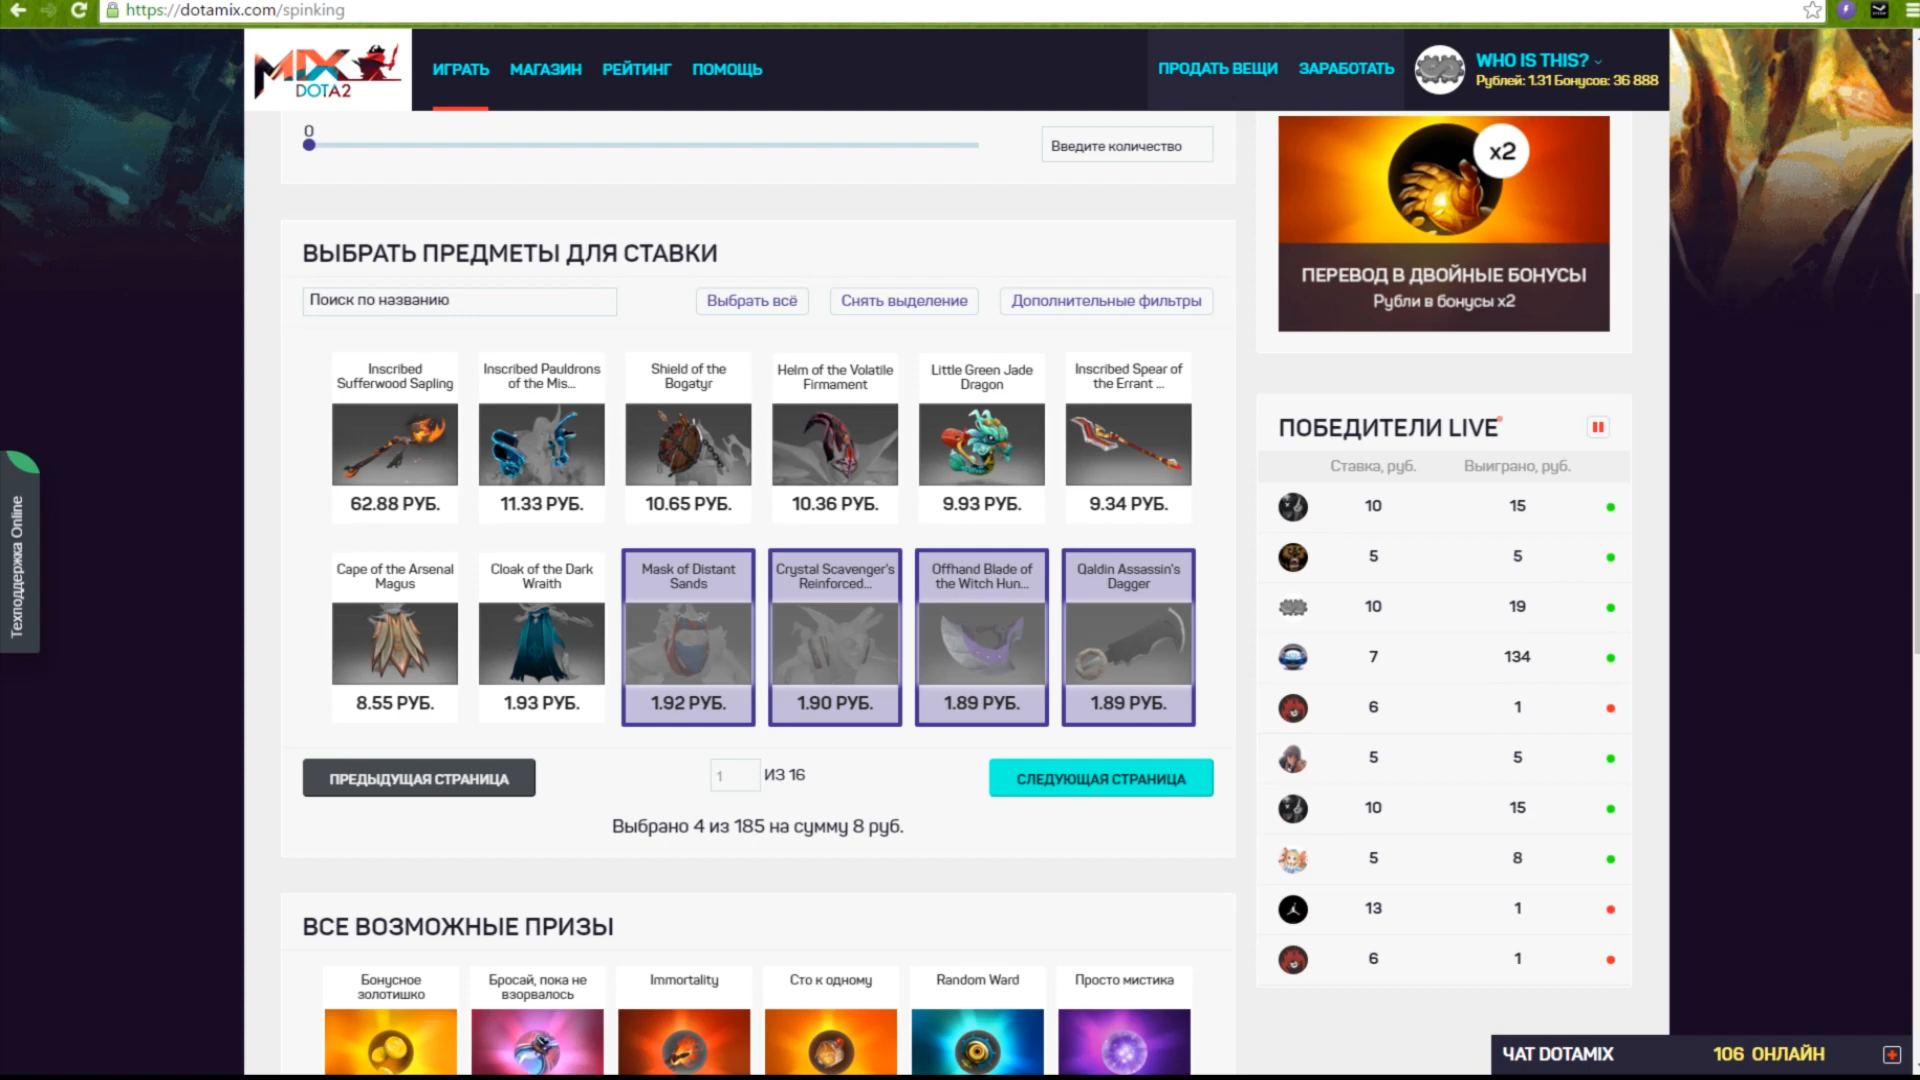 https://dotamix.com/spinking
MIX
DOTA2
ИГРАТЬ МАГАЗИН РЕЙТИНГ ПОМОЩЬ
ПРОДАТЬ ВЕЩИ ЗАРАБОТАТЬ
WHO IS THIS?
Рублей: 1.31 Бонусов: 36 888
0
Введите количество
x2
ПЕРЕВОД В ДВОЙНЫЕ БОНУСЫ
Рубли в бонусы x2
ВЫБРАТЬ ПРЕДМЕТЫ ДЛЯ СТАВКИ
Поиск по названию
Выбрать всё
Снять выделение
Дополнительные фильтры
Inscribed
Sufferwood Sapling
62.88 РУБ.
Inscribed Pauldrons
of the Mis...
11.33 РУБ.
Shield of the
Bogatyr
10.65 РУБ.
Helm of the Volatile
Firmament
10.36 РУБ.
Little Green Jade
Dragon
9.93 РУБ.
Inscribed Spear of
the Errant ...
9.34 РУБ.
Cape of the Arsenal
Magus
8.55 РУБ.
Cloak of the Dark
Wraith
1.93 РУБ.
Mask of Distant
Sands
1.92 РУБ.
Crystal Scavenger's
Reinforced...
1.90 РУБ.
Offhand Blade of
the Witch Hun...
1.89 РУБ.
Qaldin Assassin's
Dagger
1.89 РУБ.
ПРЕДЫДУЩАЯ СТРАНИЦА
1 ИЗ 16
СЛЕДУЮЩАЯ СТРАНИЦА
Выбрано 4 из 185 на сумму 8 руб.
ВСЕ ВОЗМОЖНЫЕ ПРИЗЫ
Бонусное
золотишко
Бросай, пока не
взорвалось
Immortality
Сто к одному
Random Ward
Просто мистика
ПОБЕДИТЕЛИ LIVE
Ставка, руб. Выиграно, руб.
10 15
5 5
10 19
7 134
6 1
5 5
10 15
5 8
13 1
6 1
Техподдержка Online
ЧАТ DOTAMIX 106 ОНЛАЙН